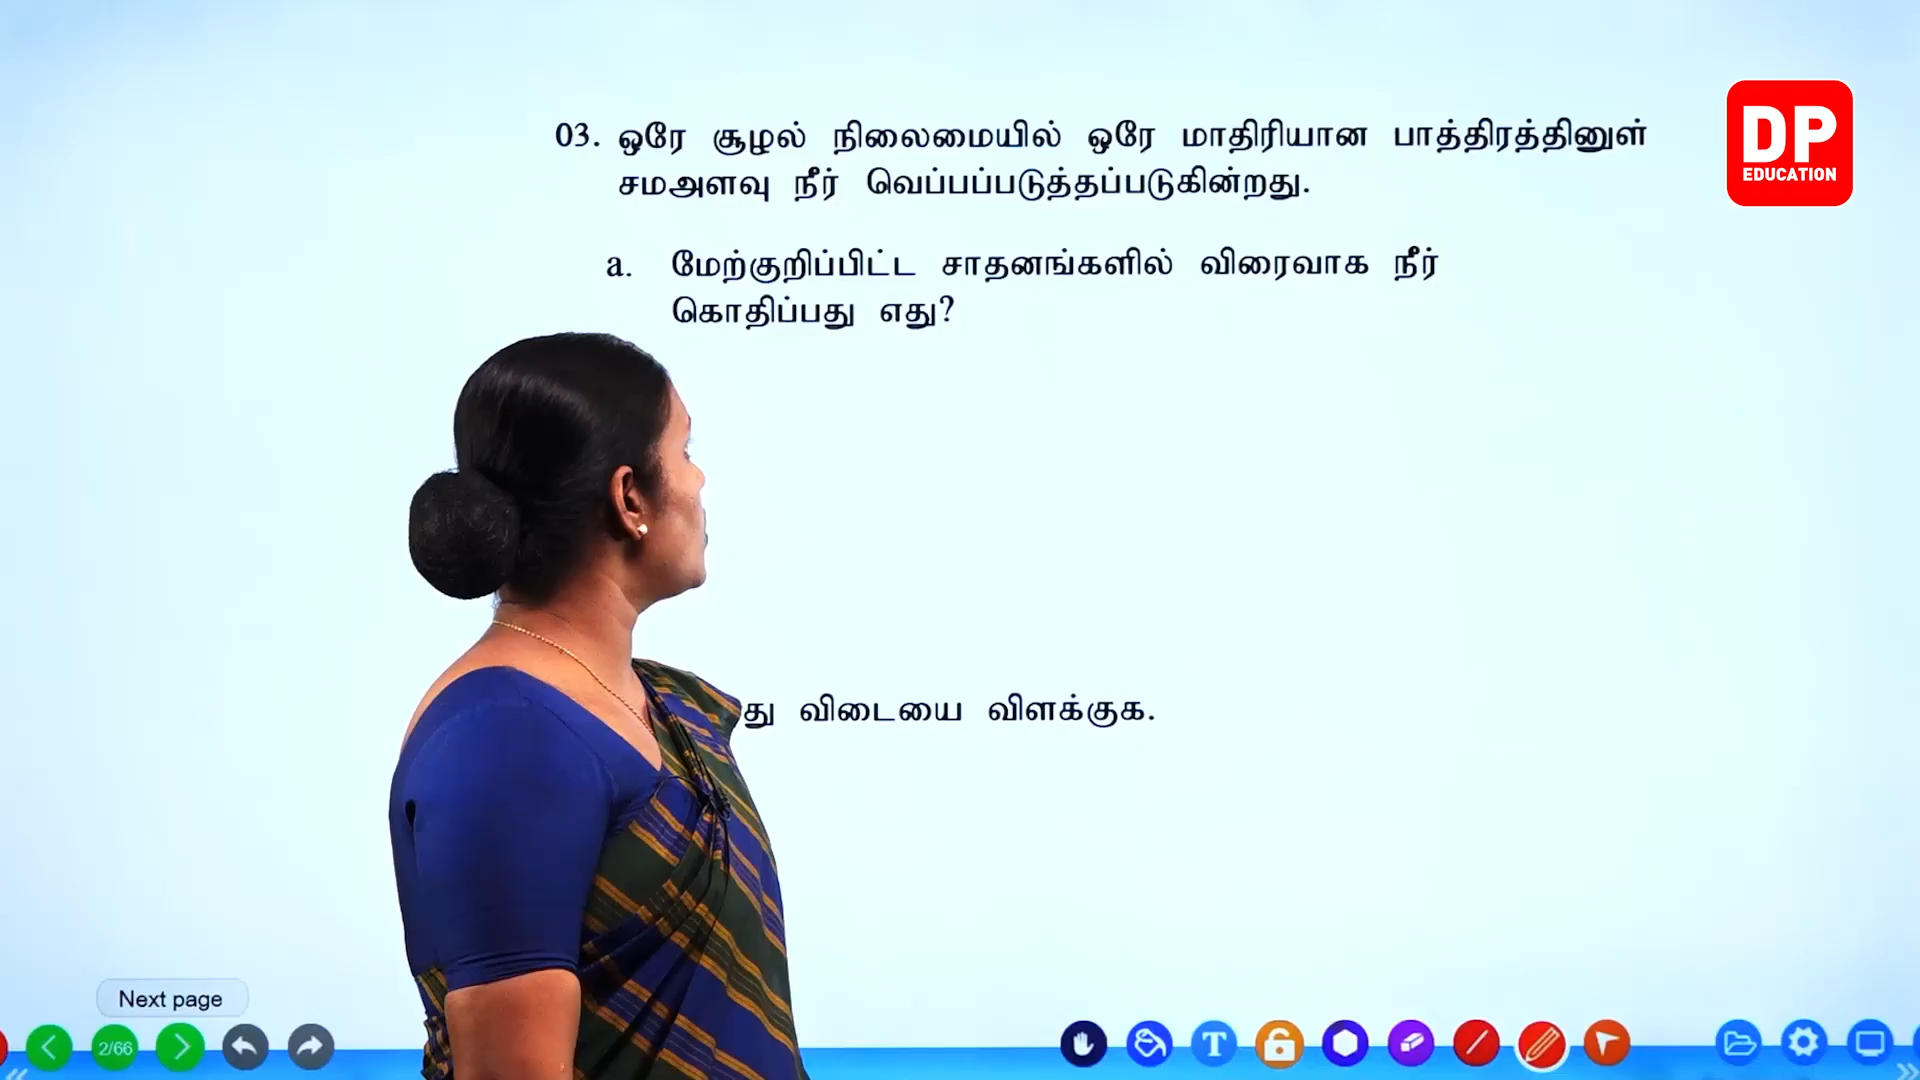 03. ஒரே சூழல் நிலைமையில் ஒரே மாதிரியான பாத்திரத்தினுள்
சமஅளவு நீர் வெப்பப்படுத்தப்படுகின்றது.
DP
EDUCATION
a. மேற்குறிப்பிட்ட சாதனங்களில் விரைவாக நீர்
கொதிப்பது எது?
விடையை விளக்குக.
Next page
2/66
T